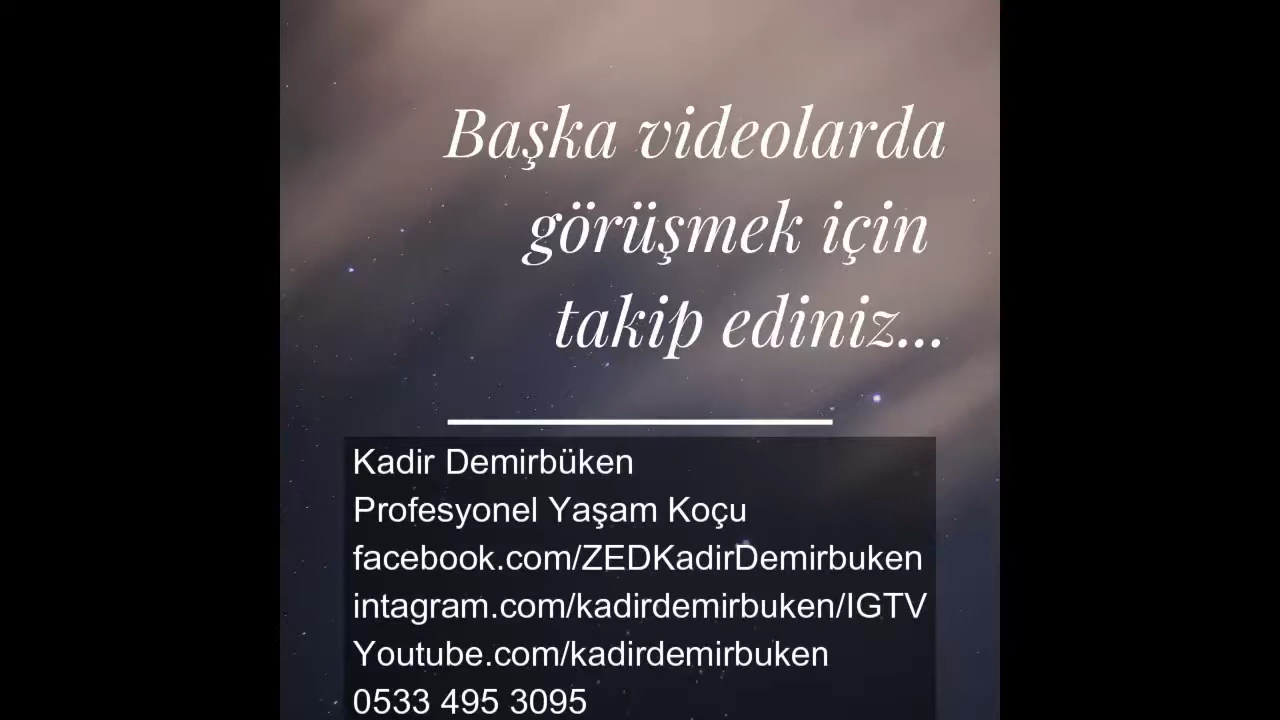 Başka videolarda
görüşmek için
takip ediniz...
Kadir Demirbüken
Profesyonel Yaşam Koçu
facebook.com/ZEDKadirDemirbuken
intagram.com/kadirdemirbuken/IGTV
Youtube.com/kadirdemirbuken
0533 495 3095